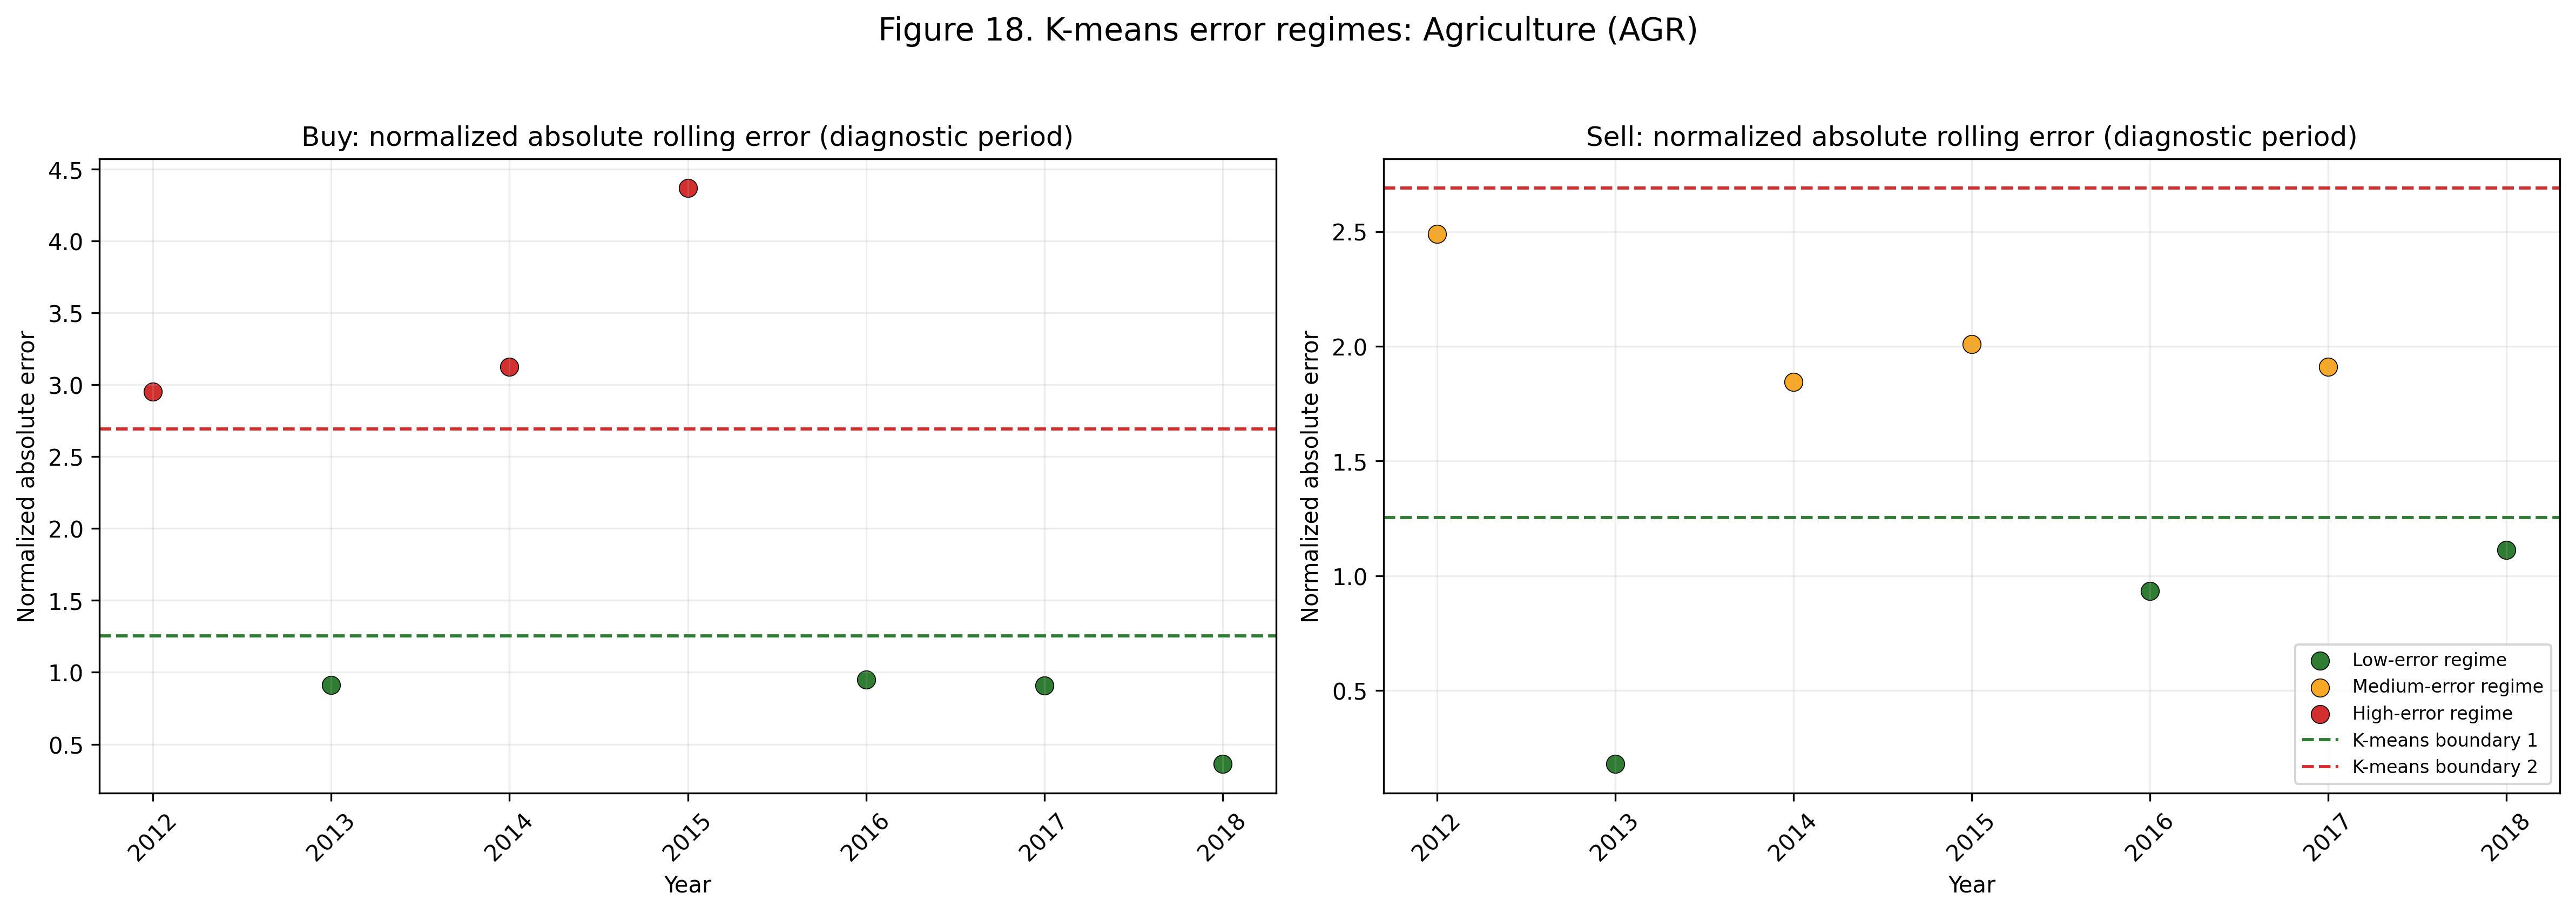 Figure 18. K-means error regimes: Agriculture (AGR)
Buy: normalized absolute rolling error (diagnostic period)
Normalized absolute error
4.5
4.0
3.5
3.0
2.5
2.0
1.5
1.0
0.5
2012
2013
2014
2015
2016
2017
2018
Year
Sell: normalized absolute rolling error (diagnostic period)
Normalized absolute error
2.5
2.0
1.5
1.0
0.5
Low-error regime
Medium-error regime
High-error regime
K-means boundary 1
K-means boundary 2
2012
2013
2014
2015
2016
2017
2018
Year